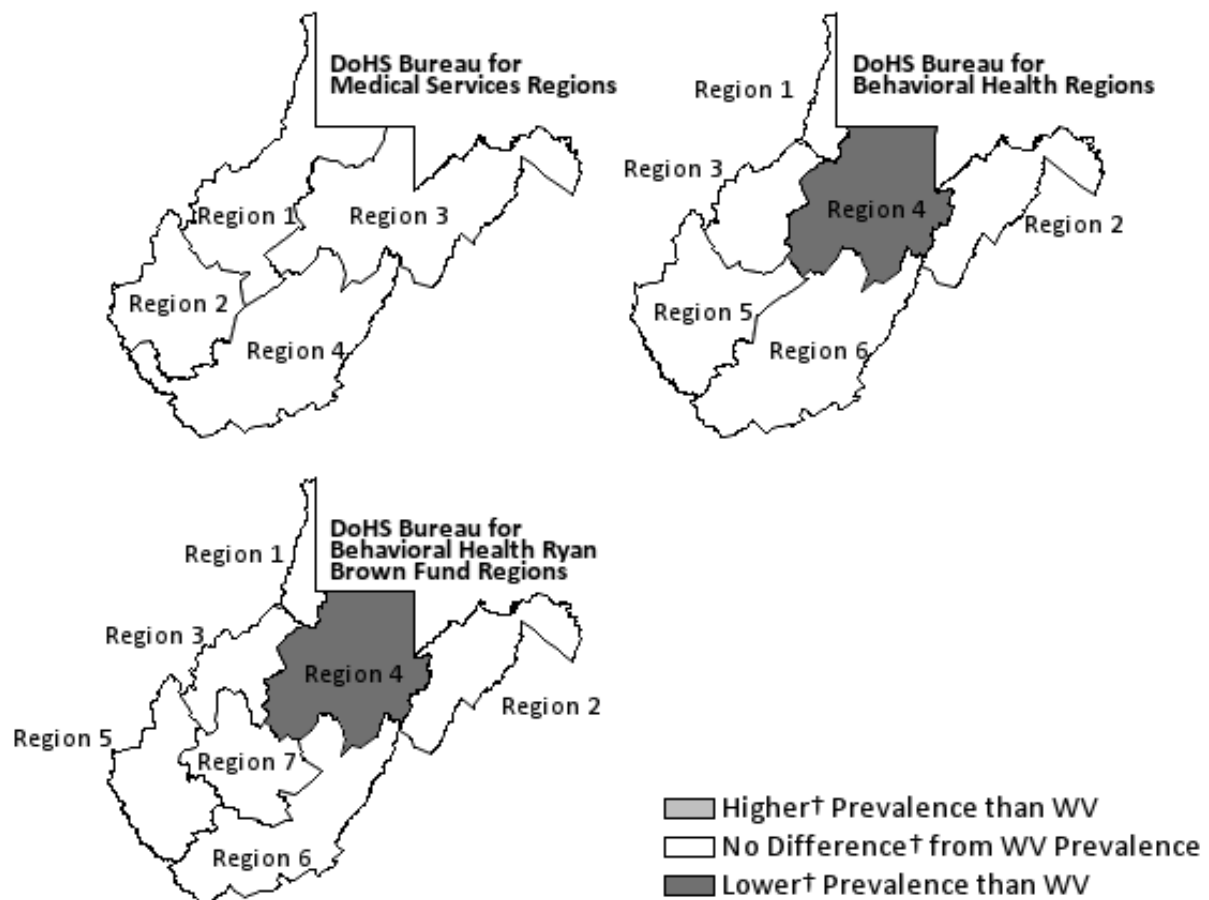 DoHS Bureau for
Medical Services Regions
Region 1
Region 3
Region 2
Region 4
DoHS Bureau for
Behavioral Health Regions
Region 1
Region 3
Region 4
Region 2
Region 5
Region 6
DoHS Bureau for
Behavioral Health Ryan
Brown Fund Regions
Region 1
Region 3
Region 4
Region 2
Region 5
Region 7
Region 6
Higher† Prevalence than WV
No Difference† from WV Prevalence
Lower† Prevalence than WV